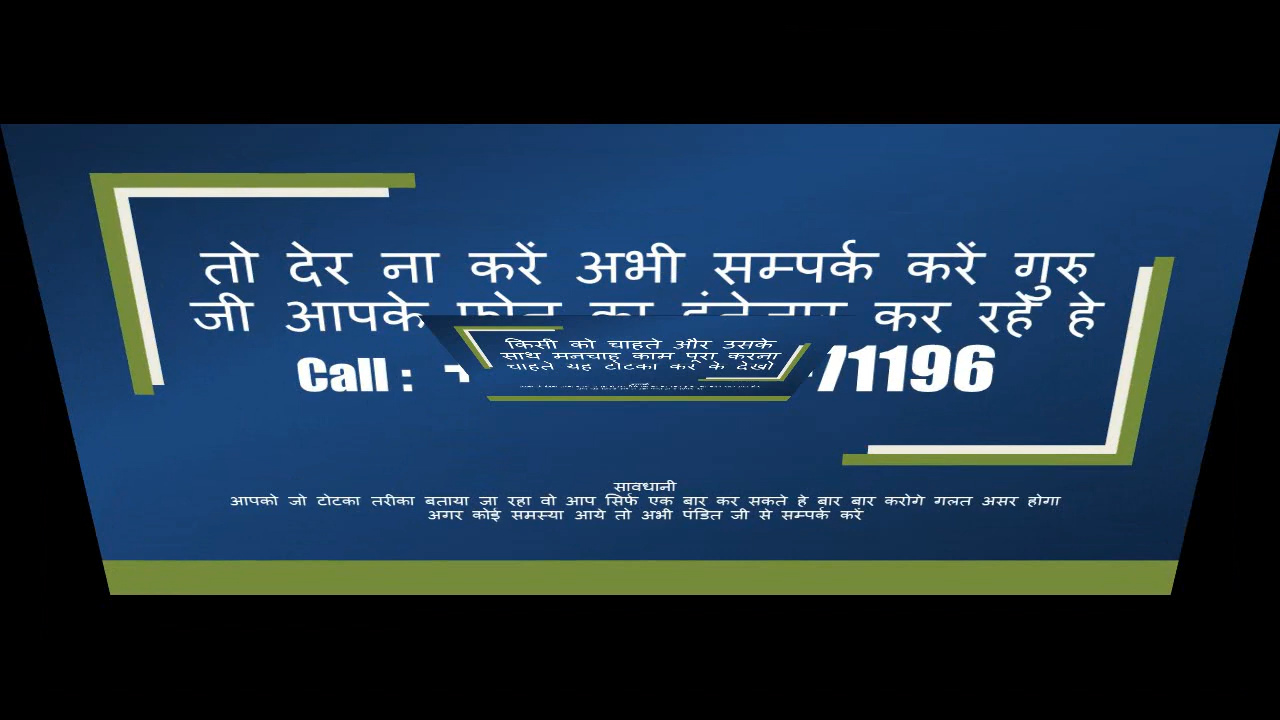 तो देर ना करें अभी सम्पर्क करें गुरु
जी आपके फोन का इंतेजार कर रहे हे
Call : 71196
किसी को चाहते और उसके
साथ मनचाह काम पूरा करना
चाहते यह टोटका कर के देखो
सावधानी
आपको जो टोटका तरीका बताया जा रहा वो आप सिर्फ एक बार कर सकते हे बार बार करोगे गलत असर होगा
अगर कोई समस्या आये तो अभी पंडित जी से सम्पर्क करें